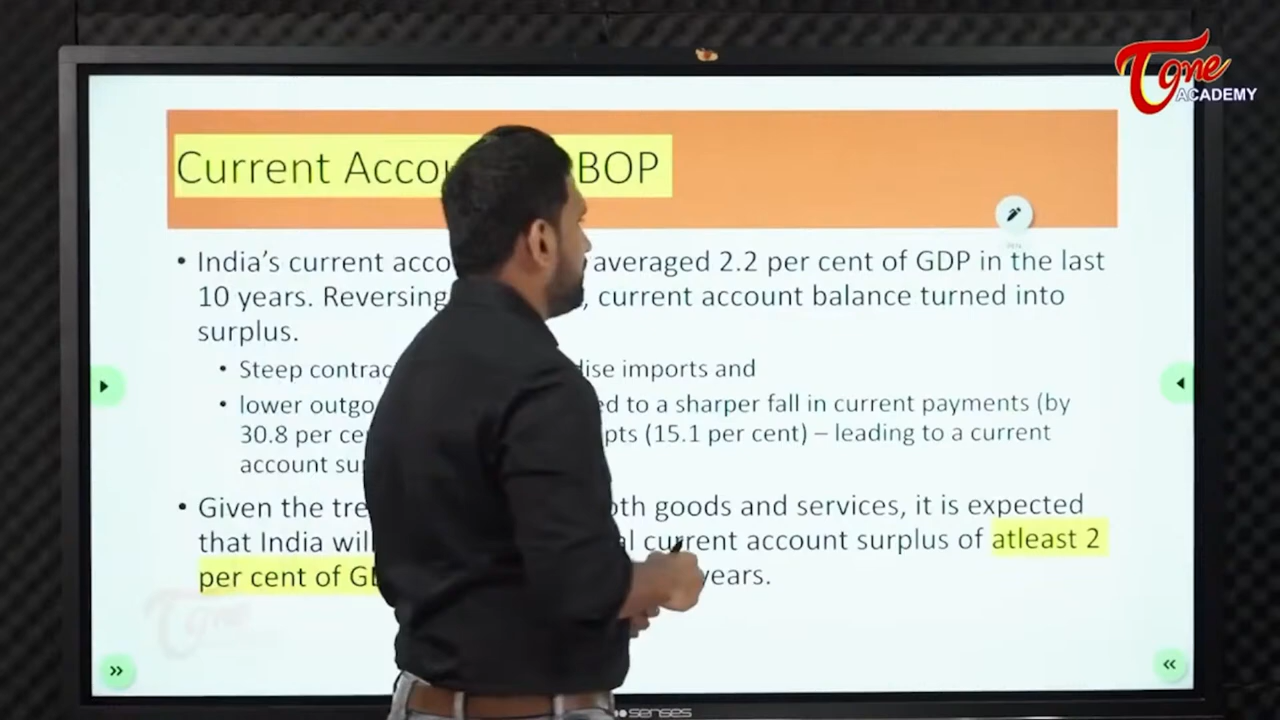 Tone
ACADEMY
Current Accou BOP
• India's current acco averaged 2.2 per cent of GDP in the last
10 years. Reversing , current account balance turned into
surplus.
• Steep contrac dise imports and
• lower outgo ed to a sharper fall in current payments (by
30.8 per ce pts (15.1 per cent) – leading to a current
account su
• Given the tre oth goods and services, it is expected
that India wil al current account surplus of atleast 2
per cent of G years.
senses